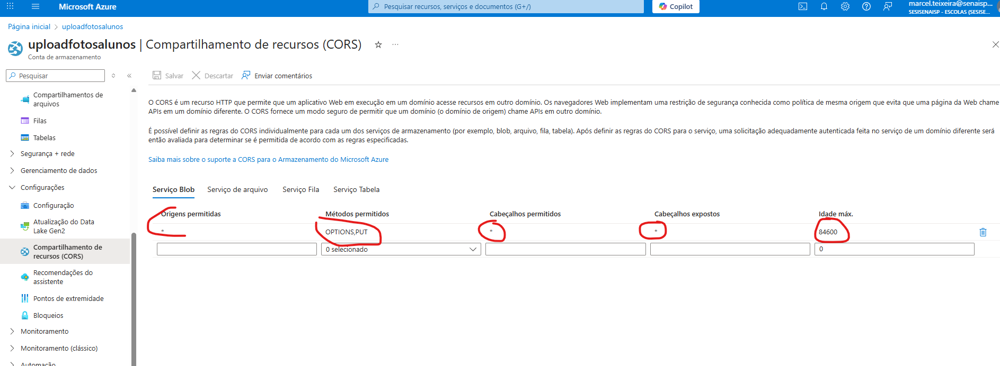 Microsoft Azure
Pesquisar recursos, serviços e documentos (G+/)
Copilot
marcel.teixeira@senaisp...
SESISENAISP - ESCOLAS (SESISE...
Página inicial > uploadfotosalunos
uploadfotosalunos | Compartilhamento de recursos (CORS)
Conta de armazenamento
Pesquisar
Compartilhamentos de
arquivos
Filas
Tabelas
Segurança + rede
Gerenciamento de dados
Configurações
Configuração
Atualização do Data
Lake Gen2
Compartilhamento de
recursos (CORS)
Recomendações do
assistente
Pontos de extremidade
Bloqueios
Monitoramento
Monitoramento (clássico)
Automação
Salvar Descartar Enviar comentários
O CORS é um recurso HTTP que permite que um aplicativo Web em execução em um domínio acesse recursos em outro domínio. Os navegadores Web implementam uma restrição de segurança conhecida como política de mesma origem que evita que uma página da Web chame
APIs em um domínio diferente. O CORS fornece um modo seguro de permitir que um domínio (o domínio de origem) chame APIs em outro domínio.
É possível definir as regras do CORS individualmente para cada um dos serviços de armazenamento (por exemplo, blob, arquivo, fila, tabela). Após definir as regras do CORS para o serviço, uma solicitação adequadamente autenticada feita no serviço de um domínio diferente será
então avaliada para determinar se é permitida de acordo com as regras especificadas.
Saiba mais sobre o suporte a CORS para o Armazenamento do Microsoft Azure
Serviço Blob Serviço de arquivo Serviço Fila Serviço Tabela
Origens permitidas Métodos permitidos Cabeçalhos permitidos Cabeçalhos expostos Idade máx.
* OPTIONS,PUT * * 84600
0 selecionado 0